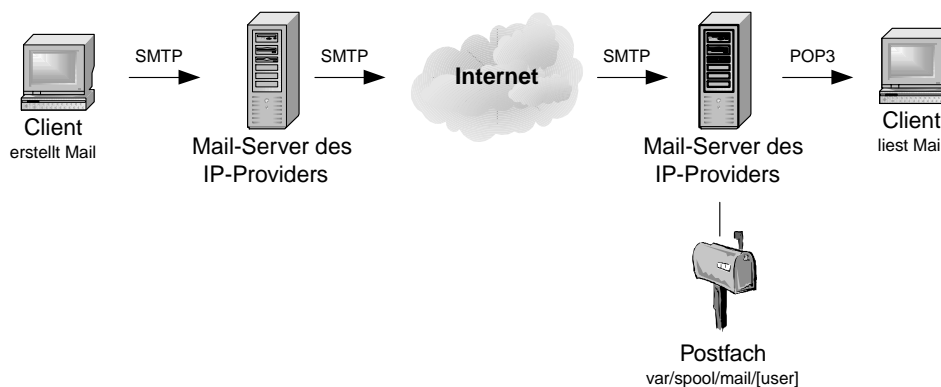 SMTP
SMTP
Internet
SMTP
POP3
Client
erstellt Mail
Mail-Server des
IP-Providers
Mail-Server des
IP-Providers
Client
liest Mail
Postfach
var/spool/mail/[user]